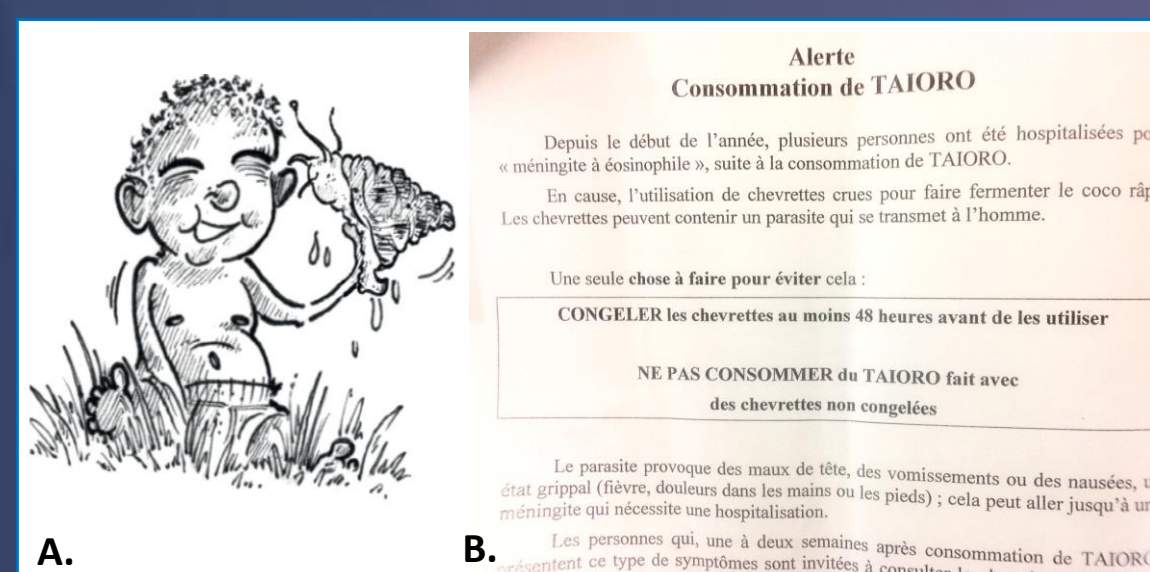 Alerte
Consommation de TAIORO
Depuis le début de l'année, plusieurs personnes ont été hospitalisées
« méningite à éosinophile », suite à la consommation de TAIORO.
En cause, l'utilisation de chevrettes crues pour faire fermenter le coco
Les chevrettes peuvent contenir un parasite qui se transmet à l'homme.
Une seule chose à faire pour éviter cela :
CONGELER les chevrettes au moins 48 heures avant de les utiliser
NE PAS CONSOMMER du TAIORO fait avec
des chevrettes non congelées
Le parasite provoque des maux de tête, des vomissements ou des nausées,
état grippal (fièvre, douleurs dans les mains ou les pieds) ; cela peut aller jusqu'à
méningite qui nécessite une hospitalisation.
Les personnes qui, une à deux semaines après consommation de TAIORO
présentent ce type de symptômes sont invitées à
A.
B.